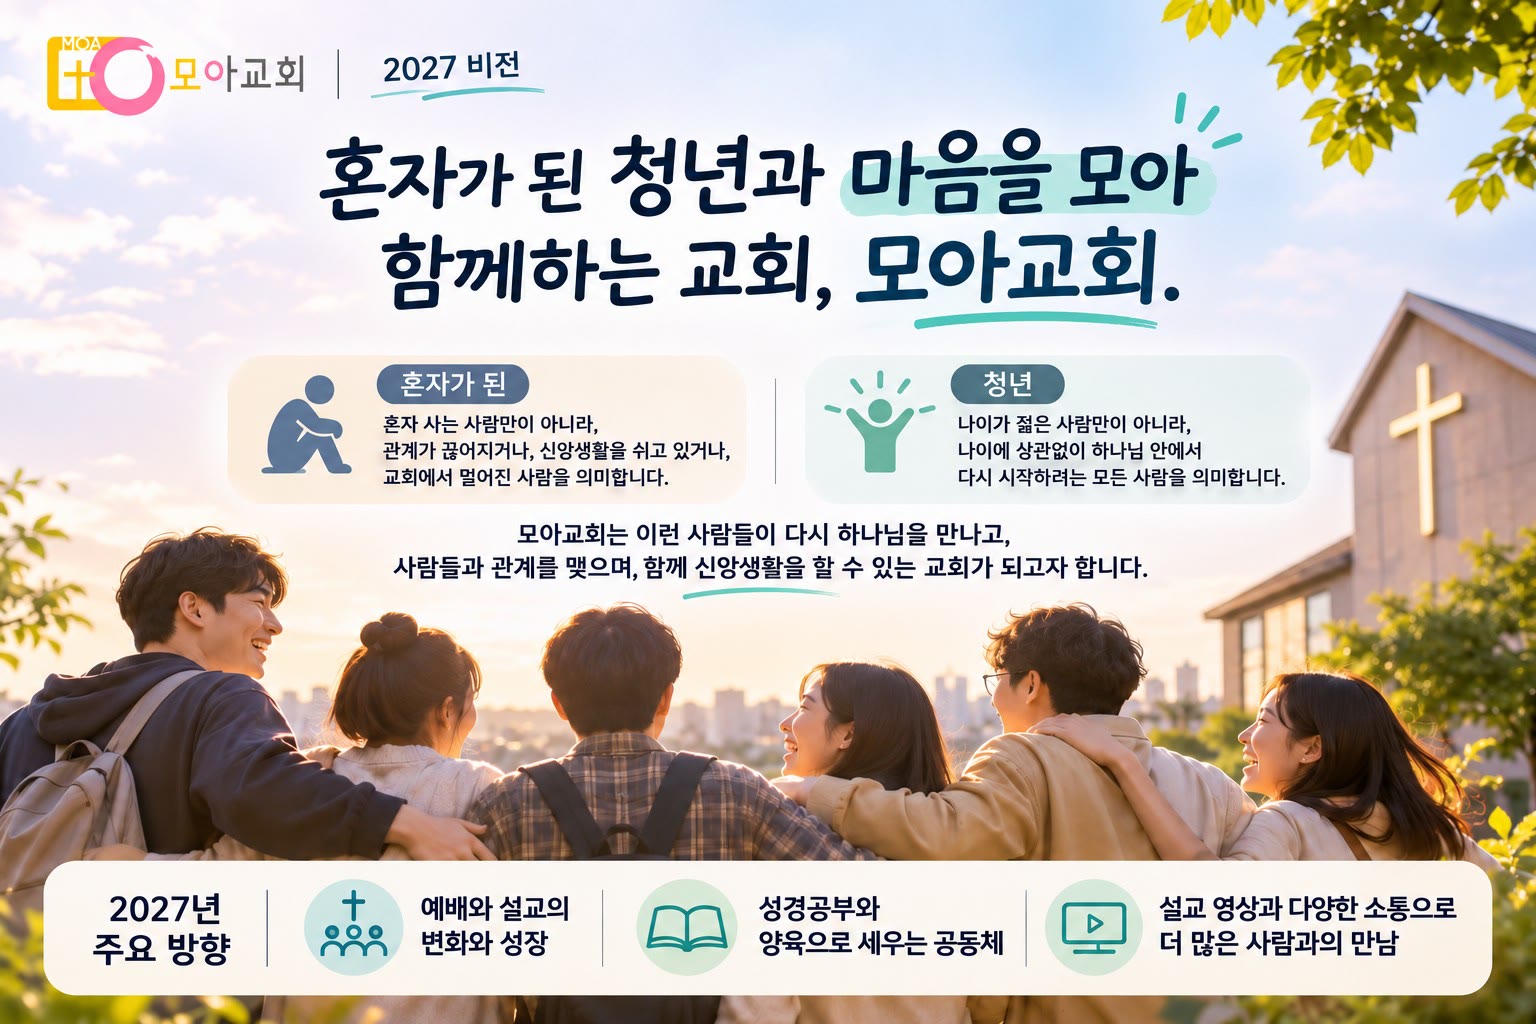 MOA
모아교회
2027 비전
혼자가 된 청년과 마음을 모아
함께하는 교회, 모아교회.
혼자가 된
혼자 사는 사람만이 아니라,
관계가 끊어지거나, 신앙생활을 쉬고 있거나,
교회에서 멀어진 사람을 의미합니다.
청년
나이가 젊은 사람만이 아니라,
나이에 상관없이 하나님 안에서
다시 시작하려는 모든 사람을 의미합니다.
모아교회는 이런 사람들이 다시 하나님을 만나고,
사람들과 관계를 맺으며, 함께 신앙생활을 할 수 있는 교회가 되고자 합니다.
2027년
주요 방향
예배와 설교의
변화와 성장
성경공부와
양육으로 세우는 공동체
설교 영상과 다양한 소통으로
더 많은 사람과의 만남